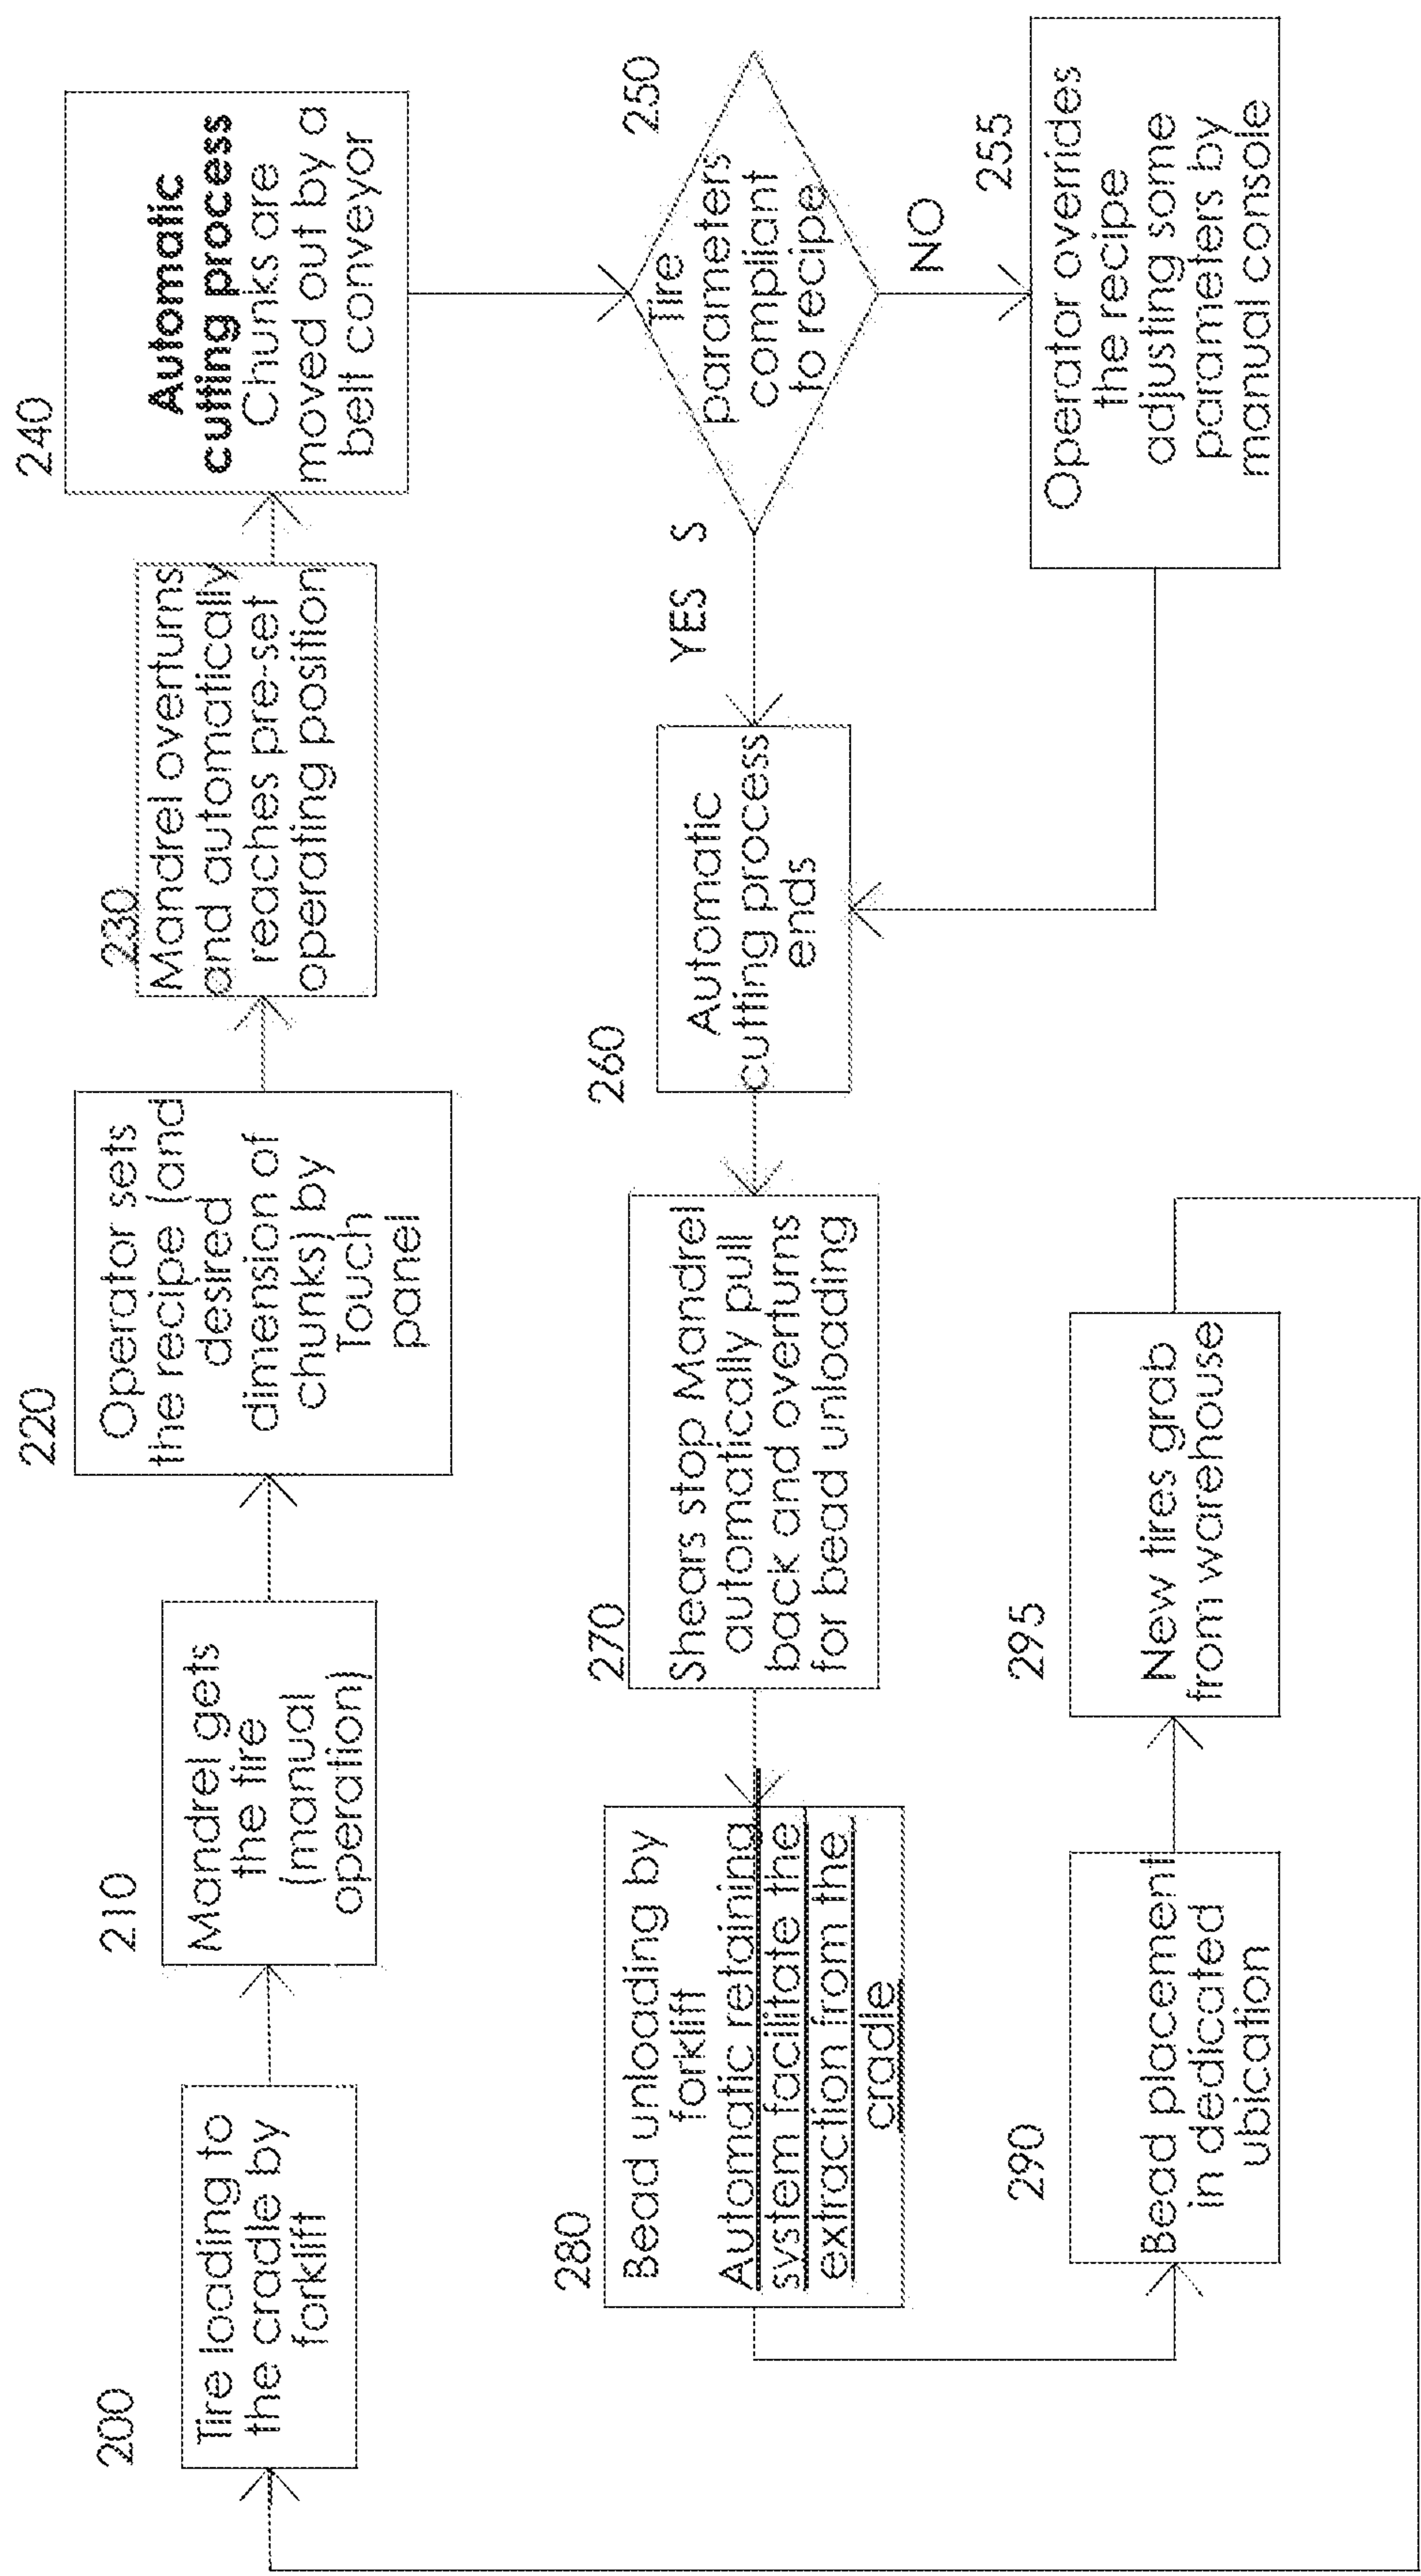 200
Tire loading to
the cradle by
forklift
210
Mandrel gets
the tire
(manual
operation)
220
Operator sets
the recipe (and
desired
dimension of
chunks) by
Touch
panel
230
Mandrel overturns
and automatically
reaches pre-set
operating position
240
Automatic
cutting process
Chunks are
moved out by a
belt conveyor
250
Tire
parameters
compliant
to recipe
YES S
NO
255
Operator overrides
the recipe
adjusting some
parameters by
manual console
260
Automatic
cutting process
ends
270
Shears stop Mandrel
automatically pull
back and overturns
for bead unloading
280
Bead unloading by
forklift
Automatic retaining
system facilitate the
extraction from the
cradle
290
Bead placement
in dedicated
ubication
295
New tires grab
from warehouse